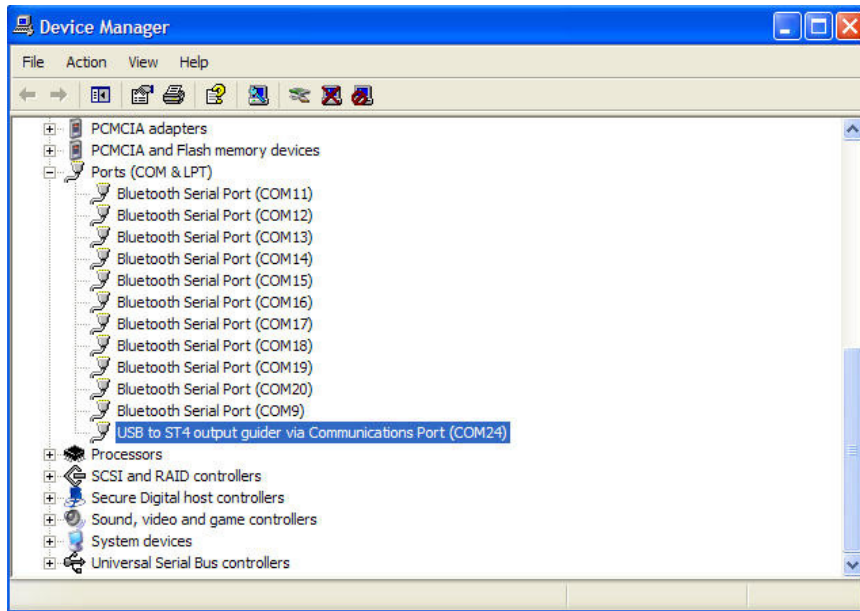 Device Manager
File Action View Help
PCMCIA adapters
PCMCIA and Flash memory devices
Ports (COM & LPT)
Bluetooth Serial Port (COM11)
Bluetooth Serial Port (COM12)
Bluetooth Serial Port (COM13)
Bluetooth Serial Port (COM14)
Bluetooth Serial Port (COM15)
Bluetooth Serial Port (COM16)
Bluetooth Serial Port (COM17)
Bluetooth Serial Port (COM18)
Bluetooth Serial Port (COM19)
Bluetooth Serial Port (COM20)
Bluetooth Serial Port (COM9)
USB to ST4 output guider via Communications Port (COM24)
Processors
SCSI and RAID controllers
Secure Digital host controllers
Sound, video and game controllers
System devices
Universal Serial Bus controllers